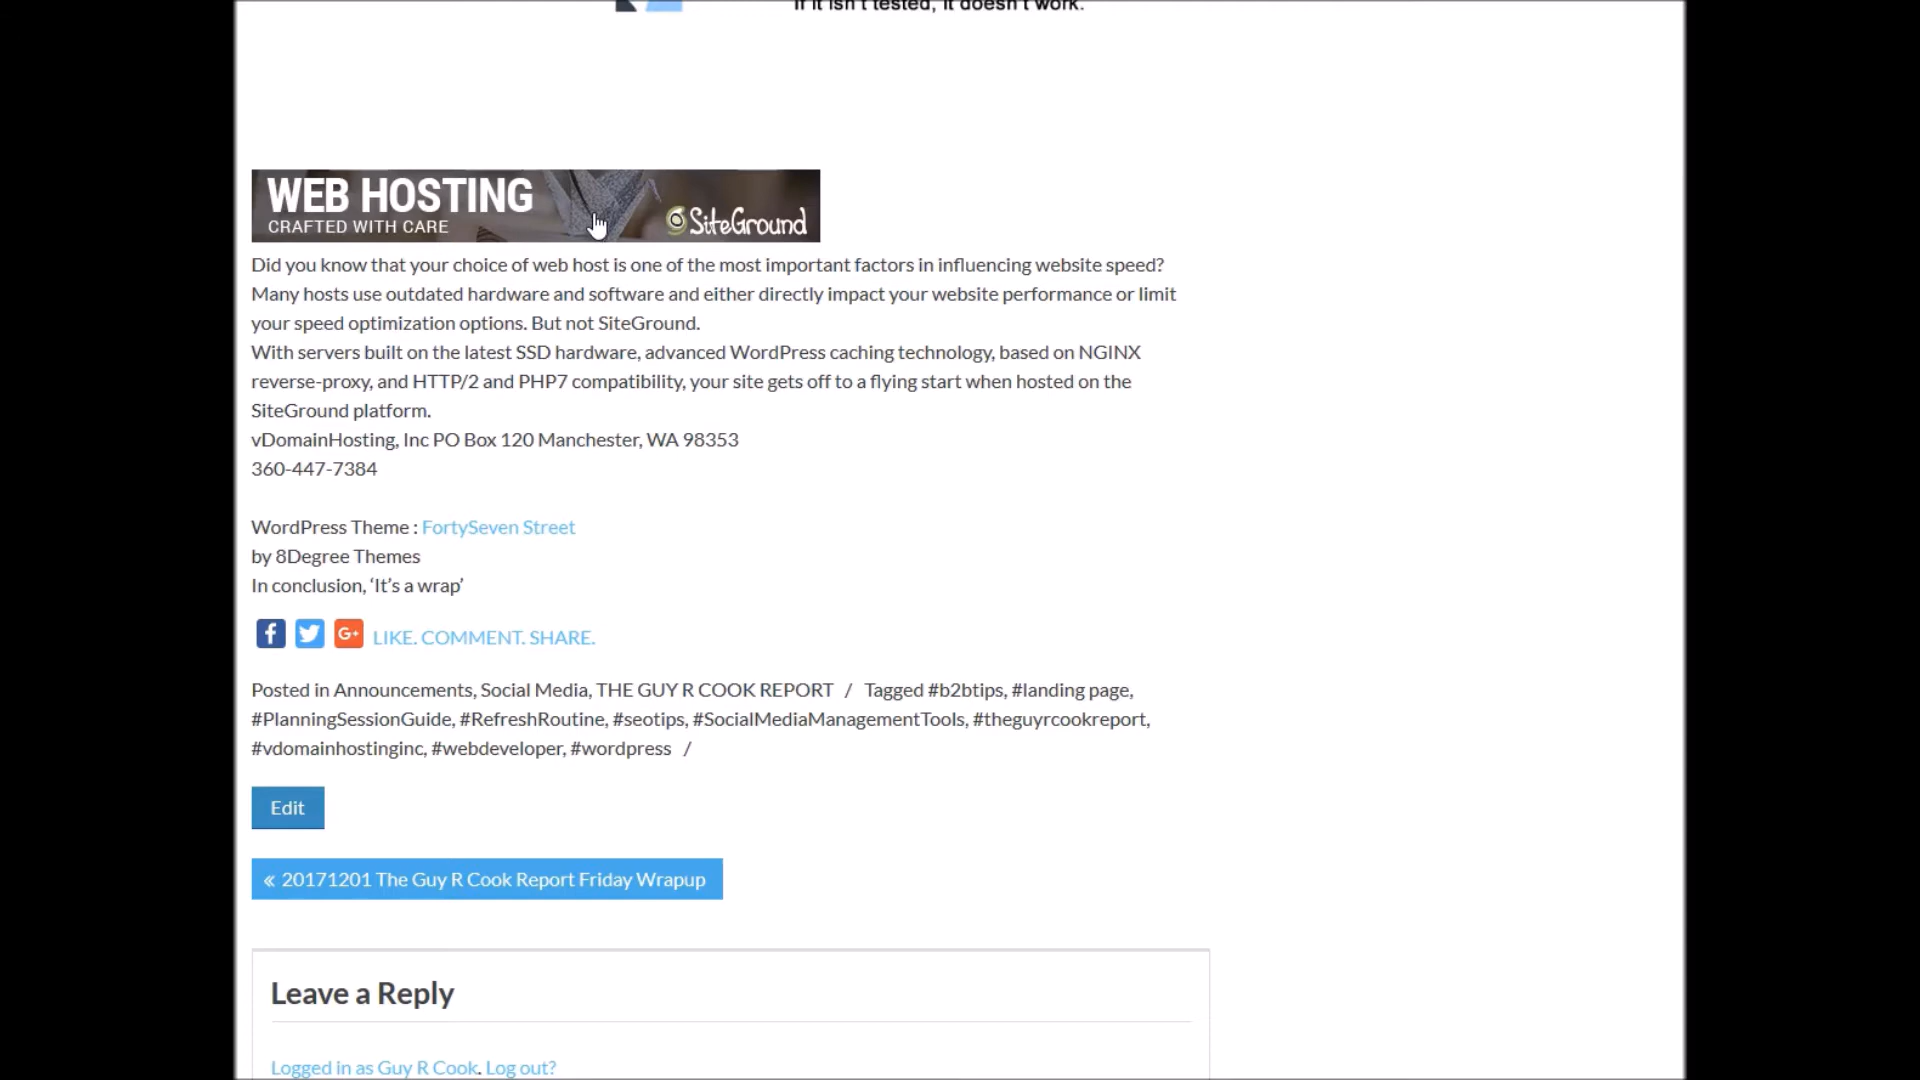 If it isn't tested, it doesn't work.
WEB HOSTING
CRAFTED WITH CARE
SiteGround
Did you know that your choice of web host is one of the most important factors in influencing website speed?
Many hosts use outdated hardware and software and either directly impact your website performance or limit
your speed optimization options. But not SiteGround.
With servers built on the latest SSD hardware, advanced WordPress caching technology, based on NGINX
reverse-proxy, and HTTP/2 and PHP7 compatibility, your site gets off to a flying start when hosted on the
SiteGround platform.
vDomainHosting, Inc PO Box 120 Manchester, WA 98353
360-447-7384
WordPress Theme : FortySeven Street
by 8Degree Themes
In conclusion, ‘It’s a wrap’
f G+ LIKE. COMMENT. SHARE.
Posted in Announcements, Social Media, THE GUY R COOK REPORT / Tagged #b2btips, #landing page,
#PlanningSessionGuide, #RefreshRoutine, #seotips, #SocialMediaManagementTools, #theguyrcookreport,
#vdomainhostinginc, #webdeveloper, #wordpress /
Edit
« 20171201 The Guy R Cook Report Friday Wrapup
Leave a Reply
Logged in as Guy R Cook. Log out?